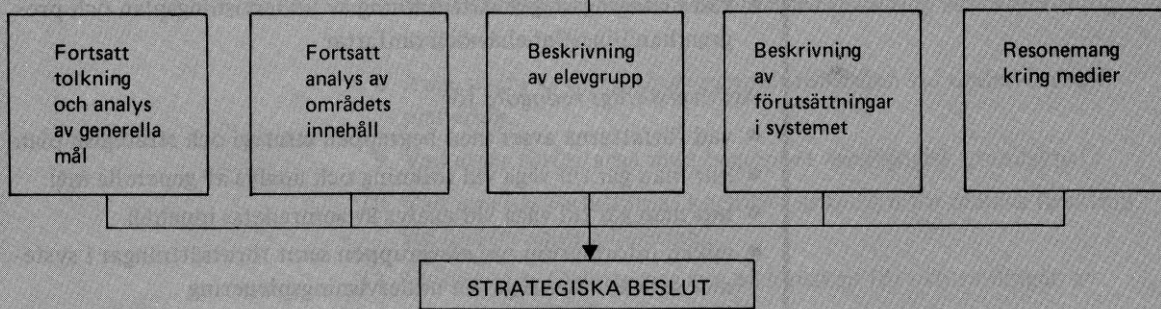 Fortsatt
tolkning
och analys
av generella
mål
Fortsatt
analys av
områdets
innehåll
Beskrivning
av elevgrupp
Beskrivning
av
förutsättningar
i systemet
Resonemang
kring medier
STRATEGISKA BESLUT